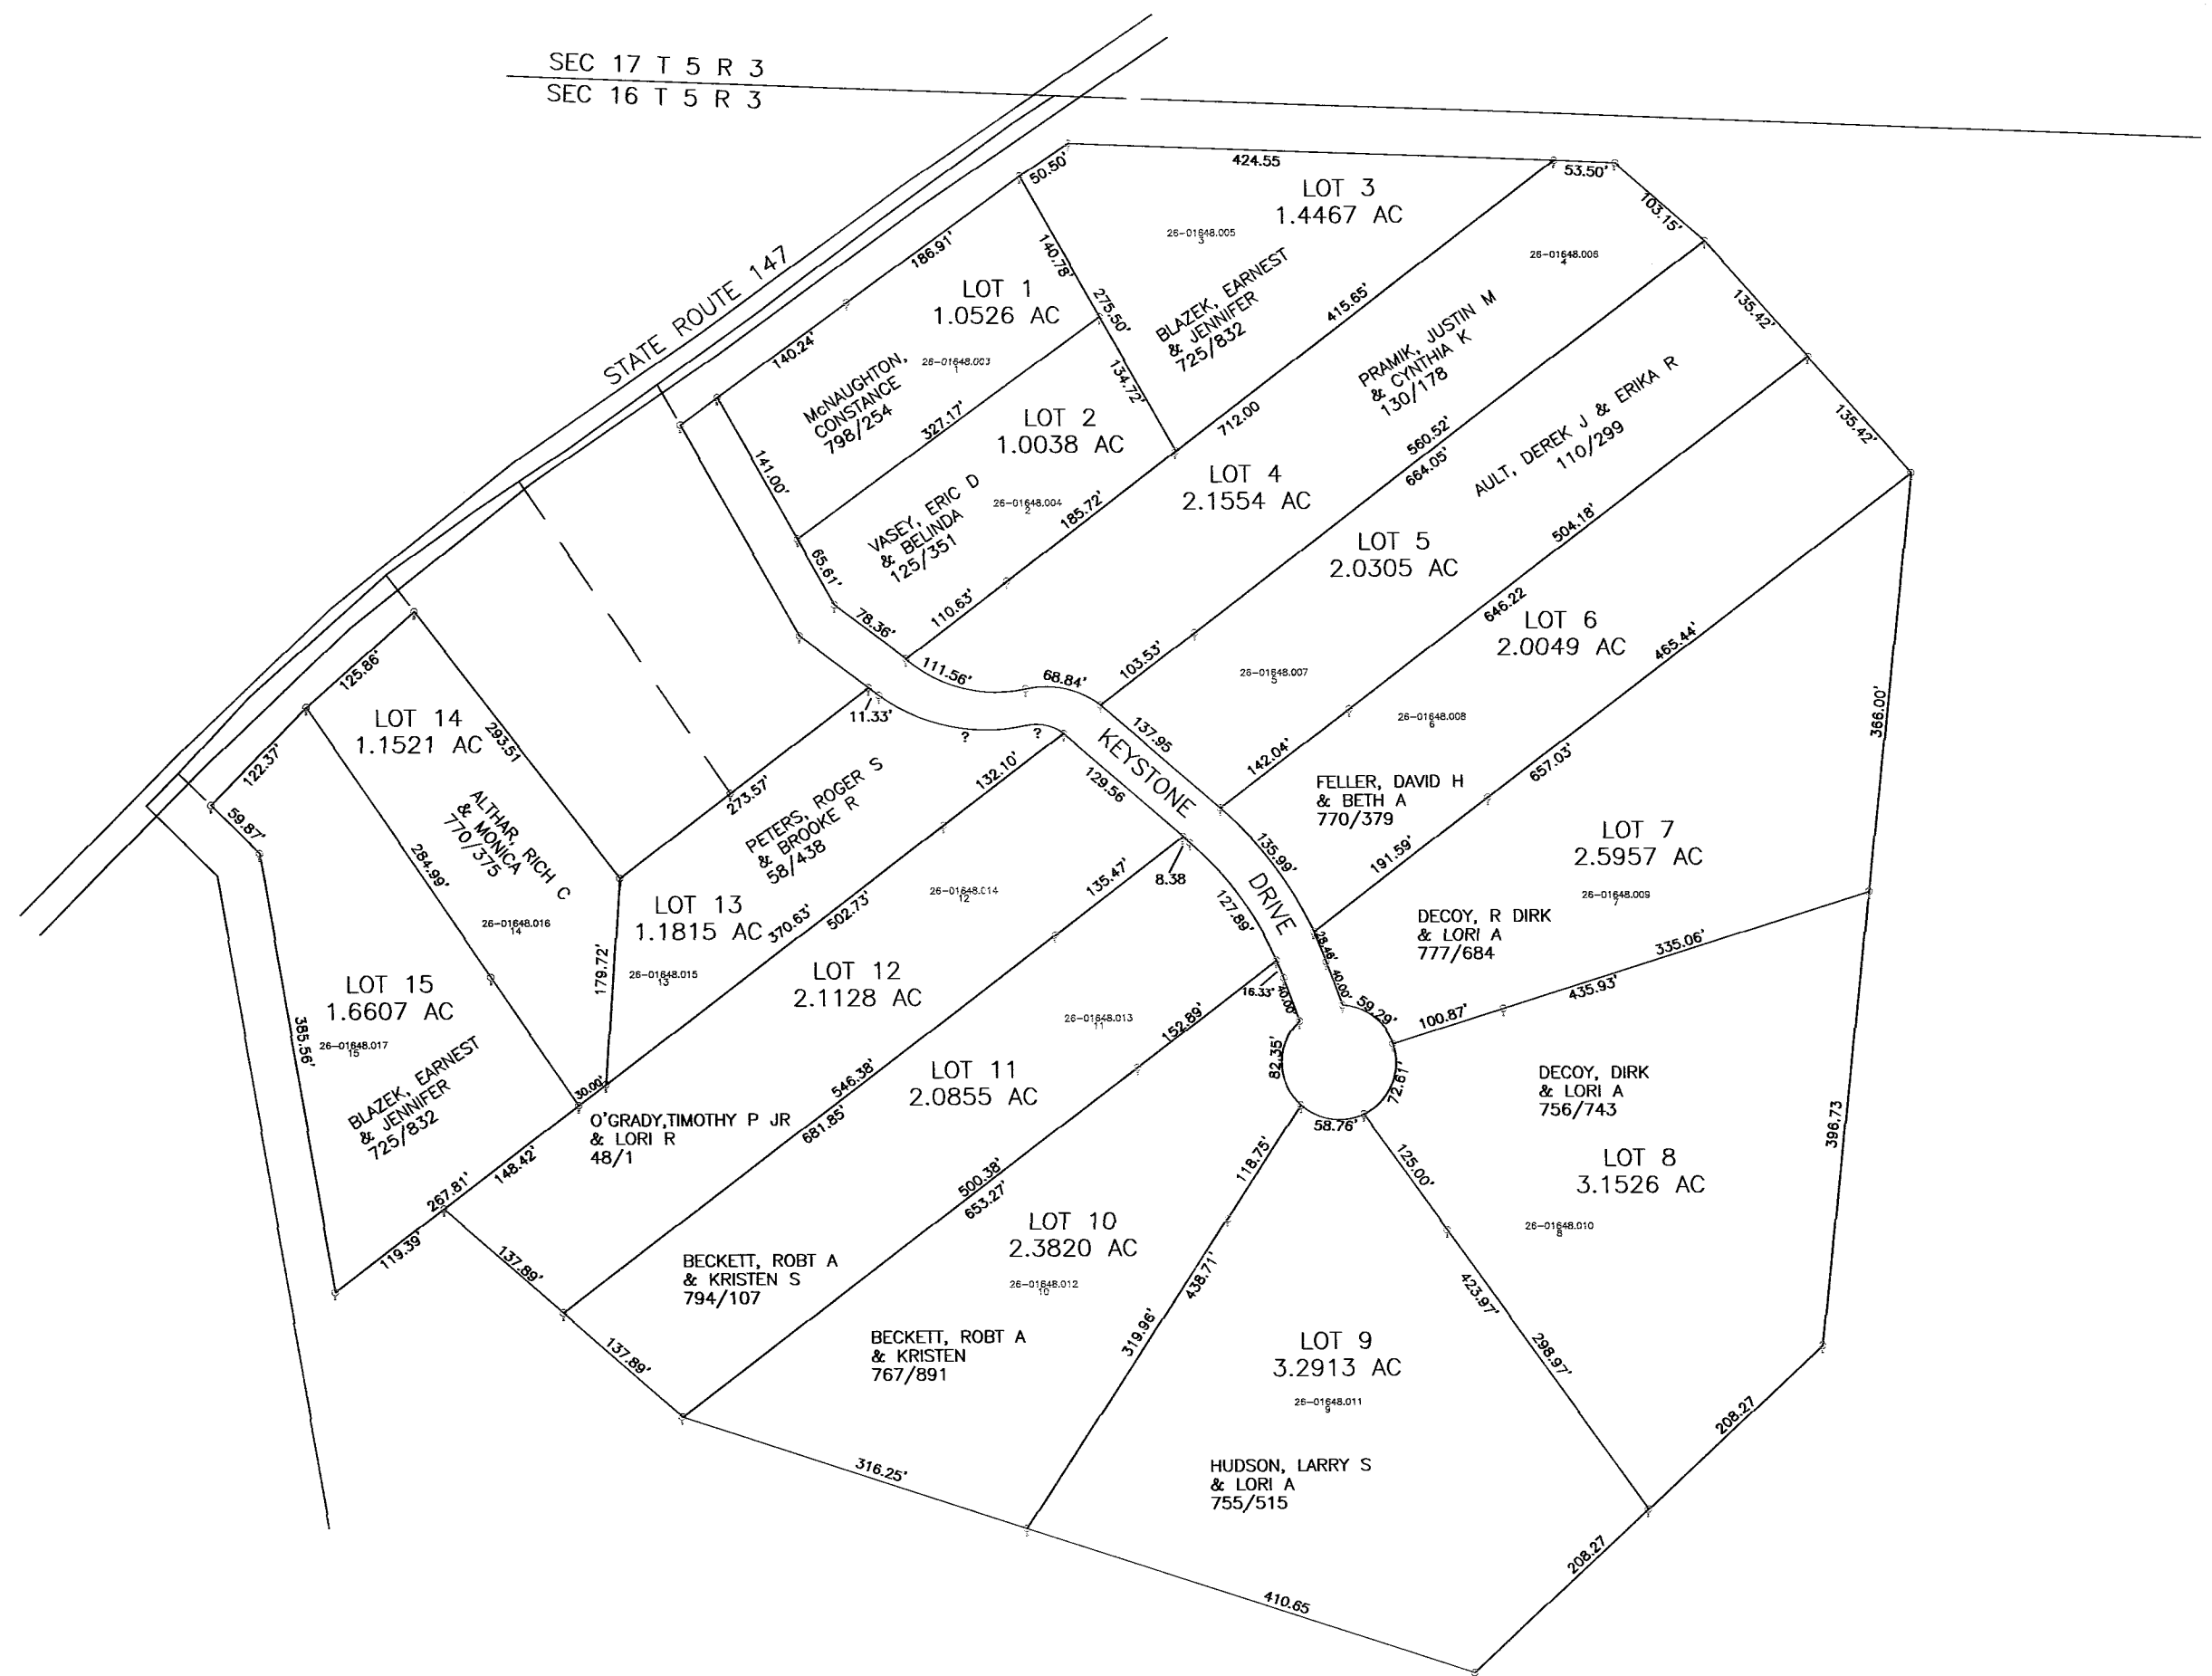 SEC 17 T 5 R 3
SEC 16 T 5 R 3
STATE ROUTE 147
50.50'
424.55
53.50'
103.15'
LOT 3
1.4467 AC
26-01648.005
3
BLAZEK, EARNEST
& JENNIFER
725/832
186.91'
140.78'
275.50'
134.72'
LOT 1
1.0526 AC
26-01648.003
1
McNAUGHTON,
CONSTANCE
798/254
140.24'
141.00'
327.17'
LOT 2
1.0038 AC
26-01648.004
2
VASEY, ERIC D
& BELINDA
125/351
65.61'
78.36'
185.72'
110.63'
415.65'
712.00
26-01648.006
4
PRAMIK, JUSTIN M
& CYNTHIA K
130/178
LOT 4
2.1554 AC
135.42'
560.52'
664.05'
103.53'
AULT, DEREK J & ERIKA R
110/299
LOT 5
2.0305 AC
26-01648.007
5
135.42'
504.18'
646.22
142.04'
LOT 6
2.0049 AC
26-01648.008
6
FELLER, DAVID H
& BETH A
770/379
465.44'
657.03'
191.59'
366.00'
LOT 7
2.5957 AC
26-01648.009
7
DECOY, R DIRK
& LORI A
777/684
335.06'
435.93'
100.87'
111.56'
68.84'
137.95
KEYSTONE
DRIVE
135.99'
28.46'
40.00'
59.29'
72.61'
58.76'
82.35'
40.00'
16.33'
127.89'
8.38
129.56
?
?
11.33'
DECOY, DIRK
& LORI A
756/743
LOT 8
3.1526 AC
26-01648.010
8
396.73
208.27
125.00'
423.97'
298.97'
LOT 9
3.2913 AC
26-01648.011
9
HUDSON, LARRY S
& LORI A
755/515
208.27
410.65
118.75'
438.71'
319.96'
LOT 10
2.3820 AC
26-01648.012
10
BECKETT, ROBT A
& KRISTEN
767/891
316.25'
152.89'
500.38'
653.27'
26-01648.013
11
LOT 11
2.0855 AC
BECKETT, ROBT A
& KRISTEN S
794/107
137.89'
135.47'
546.38'
681.85'
26-01648.014
12
LOT 12
2.1128 AC
O'GRADY,TIMOTHY P JR
& LORI R
48/1
137.89'
132.10'
370.63'
502.73'
273.57'
PETERS, ROGER S
& BROOKE R
58/438
LOT 13
1.1815 AC
26-01648.015
13
179.72'
30.00'
125.86'
LOT 14
1.1521 AC
293.51
ALTHAR, RICH C
& MONICA
770/375
26-01648.016
14
284.99'
122.37'
59.87'
LOT 15
1.6607 AC
26-01648.017
15
385.56'
BLAZEK, EARNEST
& JENNIFER
725/832
267.81'
148.42'
119.39'